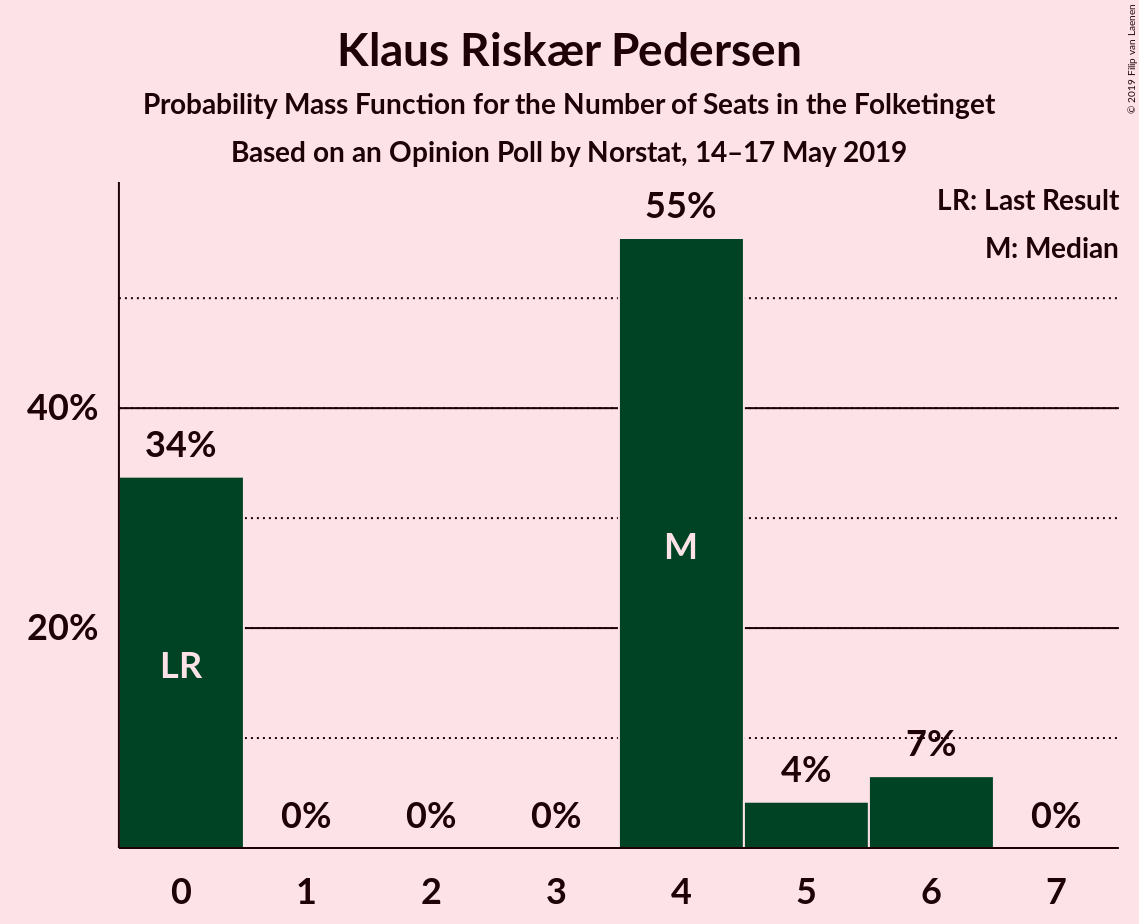 Klaus Riskær Pedersen
Probability Mass Function for the Number of Seats in the Folketinget
Based on an Opinion Poll by Norstat, 14–17 May 2019
© 2019 Filip van Laenen
LR: Last Result
M: Median
55%
40%
34%
M
20%
LR
7%
4%
0%
0%
0%
0%
0
1
2
3
4
5
6
7